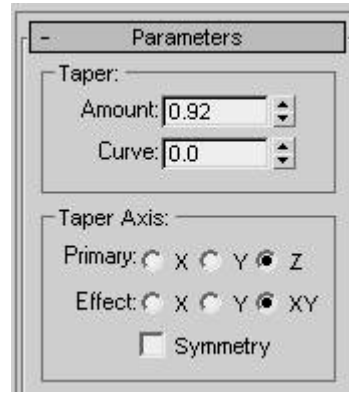 - Parameters
Taper:
Amount: 0.92
Curve: 0.0
Taper Axis:
Primary: X Y Z
Effect: X Y XY
Symmetry